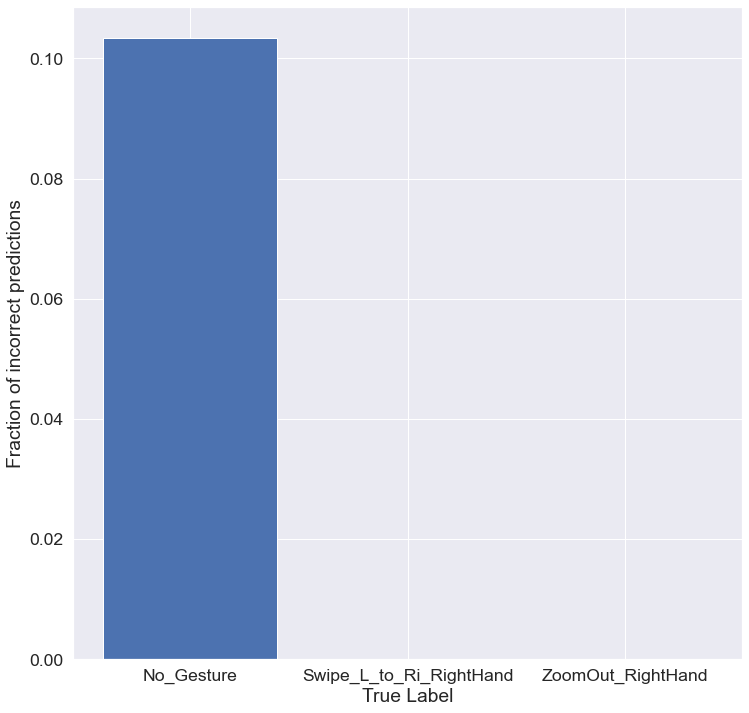 0.10
0.08
0.06
0.04
0.02
0.00
Fraction of incorrect predictions
No_Gesture
Swipe_L_to_Ri_RightHand
ZoomOut_RightHand
True Label